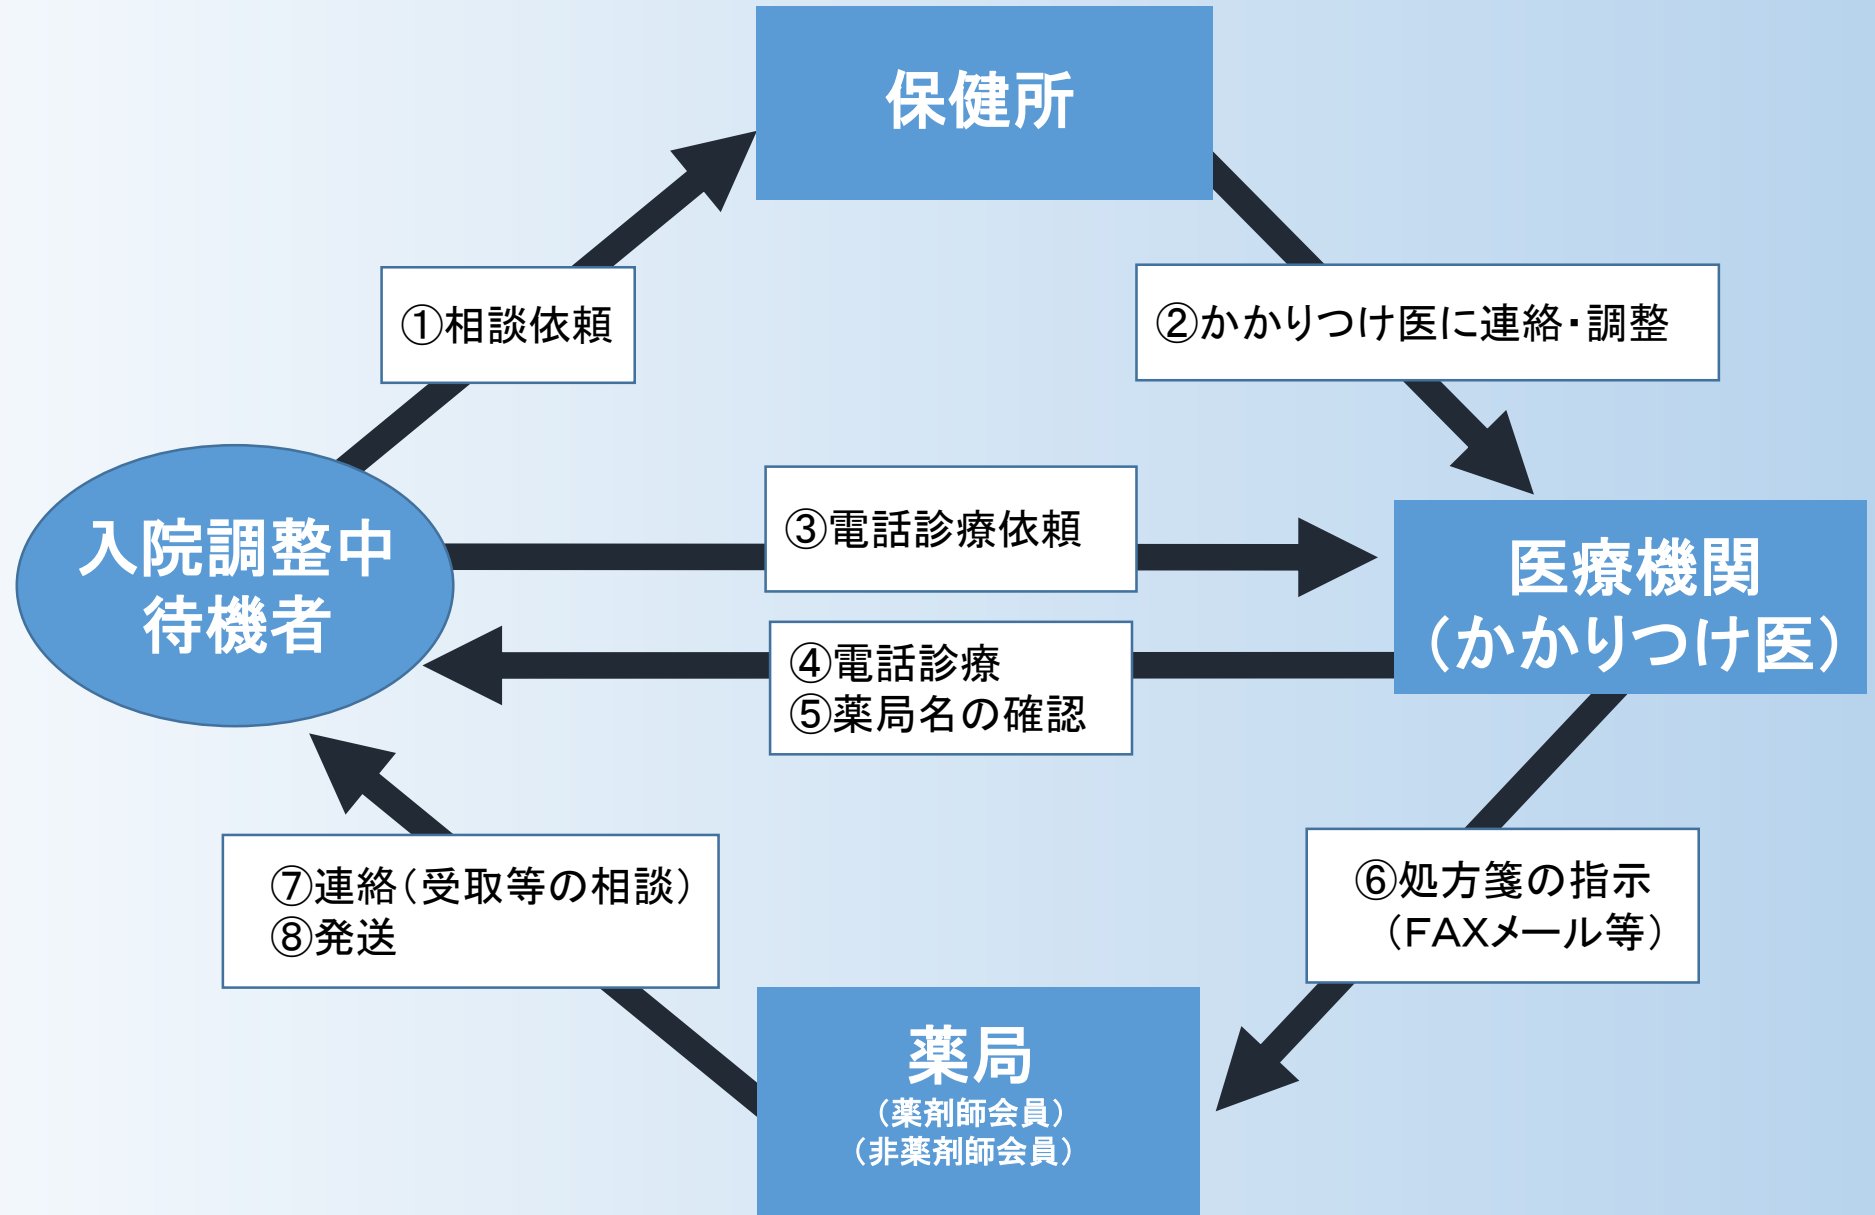 保健所
①相談依頼
②かかりつけ医に連絡・調整
入院調整中
待機者
③電話診療依頼
医療機関
（かかりつけ医）
④電話診療
⑤薬局名の確認
⑦連絡（受取等の相談）
⑧発送
⑥処方箋の指示
（FAXメール等）
薬局
（薬剤師会員）
（非薬剤師会員）